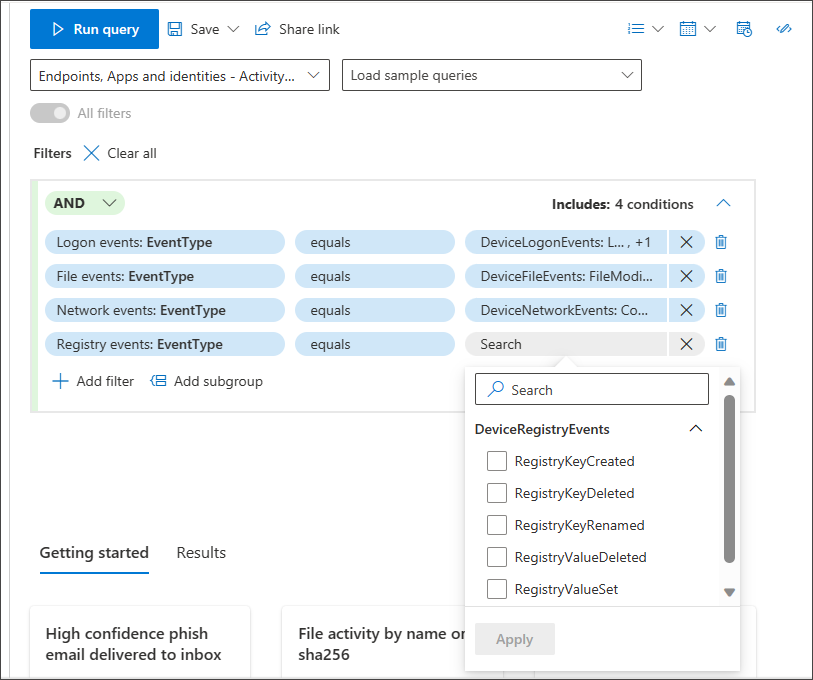 Run query Save Share link
Endpoints, Apps and identities - Activity... Load sample queries
All filters
Filters Clear all
AND Includes: 4 conditions
Logon events: EventType equals DeviceLogonEvents: L... , +1
File events: EventType equals DeviceFileEvents: FileModi...
Network events: EventType equals DeviceNetworkEvents: Co...
Registry events: EventType equals Search
Add filter Add subgroup
Search
DeviceRegistryEvents
RegistryKeyCreated
RegistryKeyDeleted
RegistryKeyRenamed
RegistryValueDeleted
RegistryValueSet
Apply
Getting started Results
High confidence phish
email delivered to inbox
File activity by name or
sha256